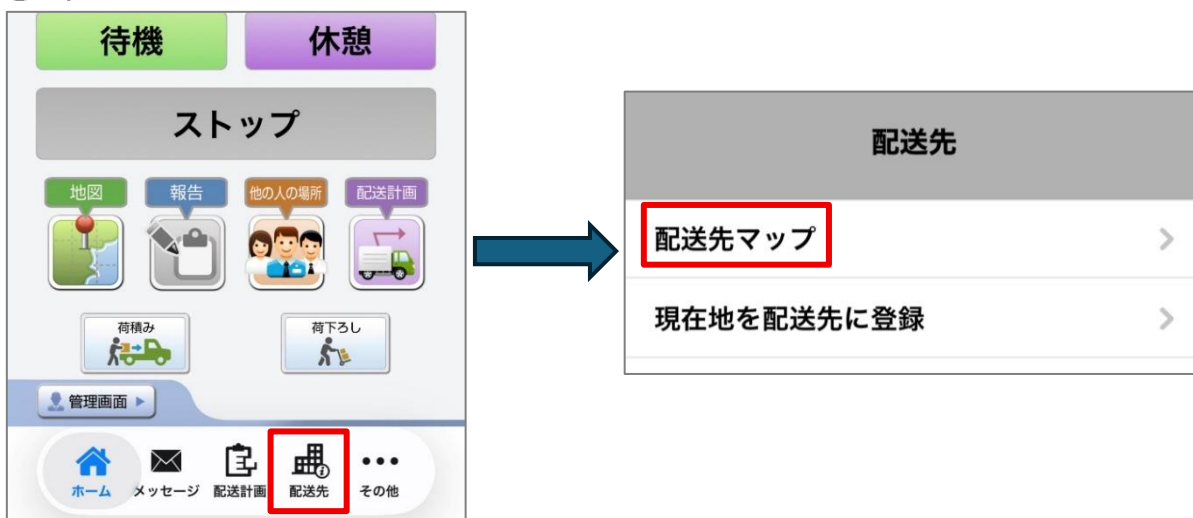 待機
休憩
ストップ
地図
報告
他の人の場所
配送計画
荷積み
荷下ろし
管理画面
ホーム
メッセージ
配送計画
配送先
その他
配送先
配送先マップ
現在地を配送先に登録